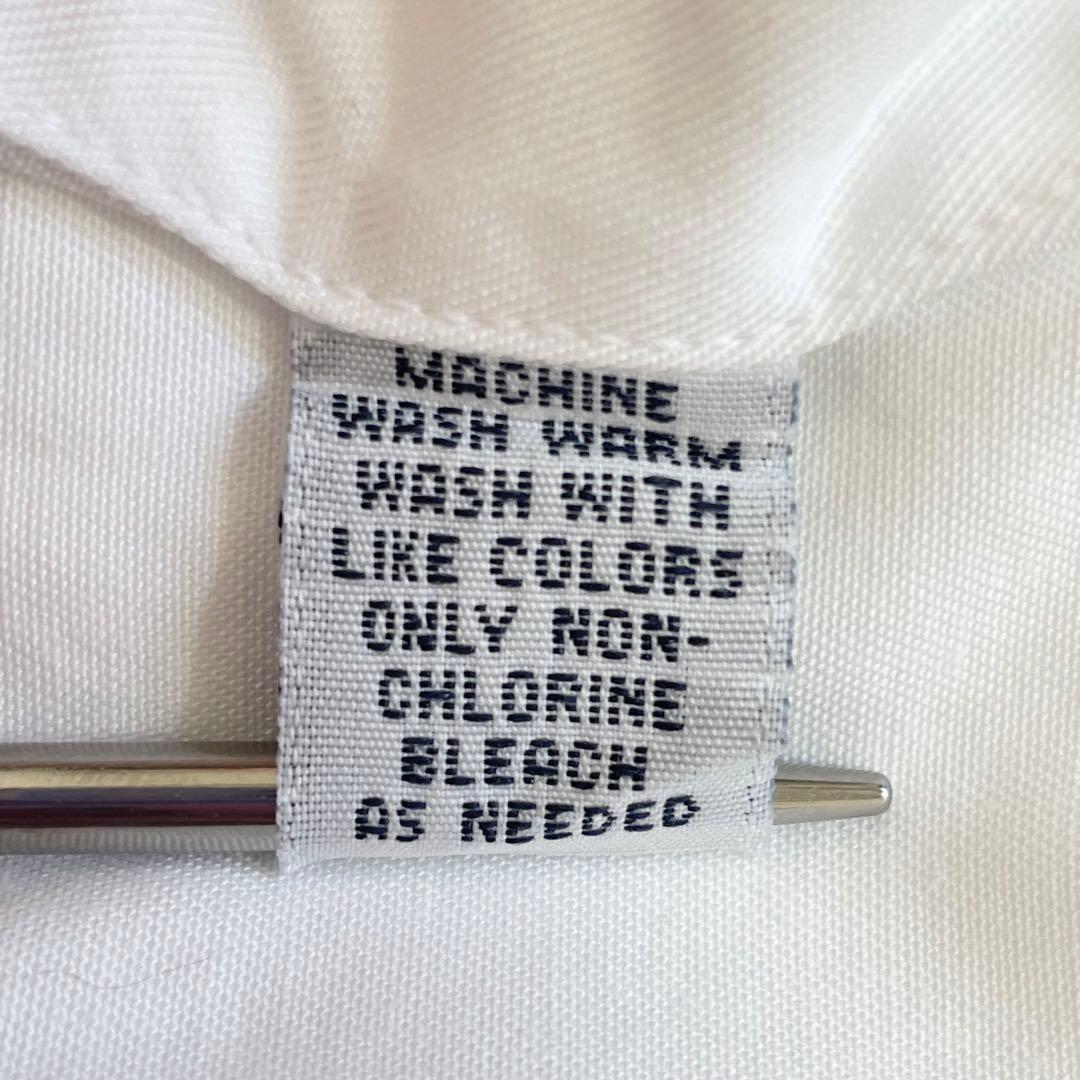 MACHINE
WASH WARM
WASH WITH
LIKE COLORS
ONLY NON-
CHLORINE
BLEACH
AS NEEDED